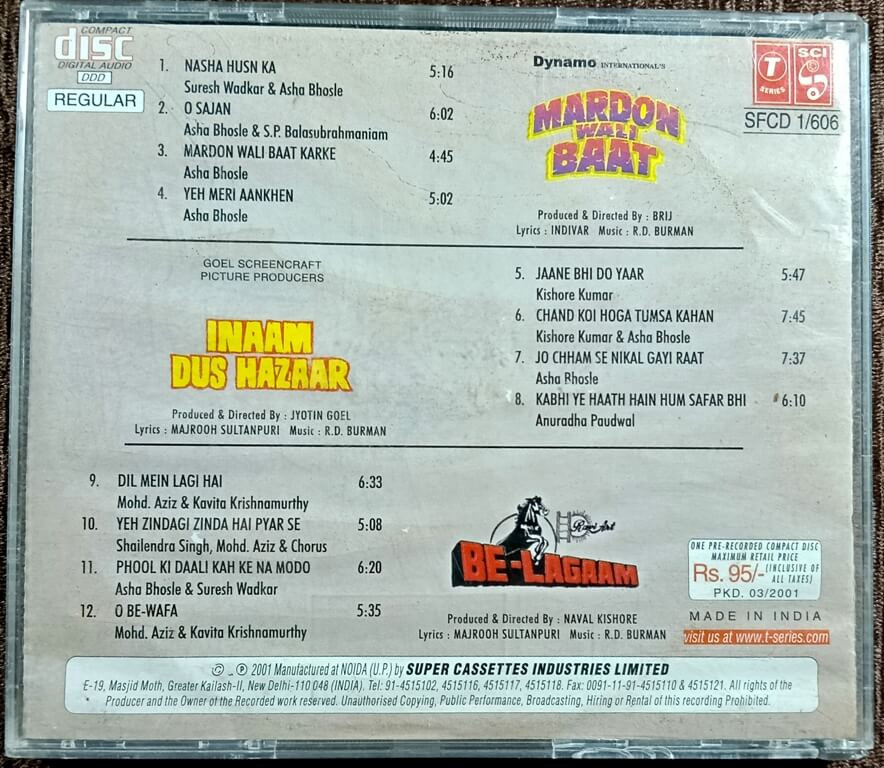 COMPACT
disc
DIGITAL AUDIO
DDD
REGULAR
1. NASHA HUSN KA 5:16
Suresh Wadkar & Asha Bhosle
2. O SAJAN 6:02
Asha Bhosle & S.P. Balasubrahmaniam
3. MARDON WALI BAAT KARKE 4:45
Asha Bhosle
4. YEH MERI AANKHEN 5:02
Asha Bhosle
Dynamo INTERNATIONAL'S
MARDON
WALI
BAAT
Produced & Directed By : BRIJ
Lyrics : INDIVAR Music : R.D. BURMAN
T
SERIES
SCI
SFCD 1/606
GOEL SCREENCRAFT
PICTURE PRODUCERS
INAAM
DUS HAZAAR
Produced & Directed By : JYOTIN GOEL
Lyrics : MAJROOH SULTANPURI Music : R.D. BURMAN
5. JAANE BHI DO YAAR 5:47
Kishore Kumar
6. CHAND KOI HOGA TUMSA KAHAN 7:45
Kishore Kumar & Asha Bhosle
7. JO CHHAM SE NIKAL GAYI RAAT 7:37
Asha Bhosle
8. KABHI YE HAATH HAIN HUM SAFAR BHI 6:10
Anuradha Paudwal
9. DIL MEIN LAGI HAI 6:33
Mohd. Aziz & Kavita Krishnamurthy
10. YEH ZINDAGI ZINDA HAI PYAR SE 5:08
Shailendra Singh, Mohd. Aziz & Chorus
11. PHOOL KI DAALI KAH KE NA MODO 6:20
Asha Bhosle & Suresh Wadkar
12. O BE-WAFA 5:35
Mohd. Aziz & Kavita Krishnamurthy
Ravi Art
BE-LAGAAM
Produced & Directed By : NAVAL KISHORE
Lyrics : MAJROOH SULTANPURI Music : R.D. BURMAN
ONE PRE-RECORDED COMPACT DISC
MAXIMUM RETAIL PRICE
Rs. 95/- (INCLUSIVE OF
ALL TAXES)
PKD. 03/2001
MADE IN INDIA
visit us at www.t-series.com
© ℗ 2001 Manufactured at NOIDA (U.P.) by SUPER CASSETTES INDUSTRIES LIMITED
E-19, Masjid Moth, Greater Kailash-II, New Delhi-110 048 (INDIA). Tel: 91-4515102, 4515116, 4515117, 4515118. Fax: 0091-11-91-4515110 & 4515121. All rights of the
Producer and the Owner of the Recorded work reserved. Unauthorised Copying, Public Performance, Broadcasting, Hiring or Rental of this recording Prohibited.